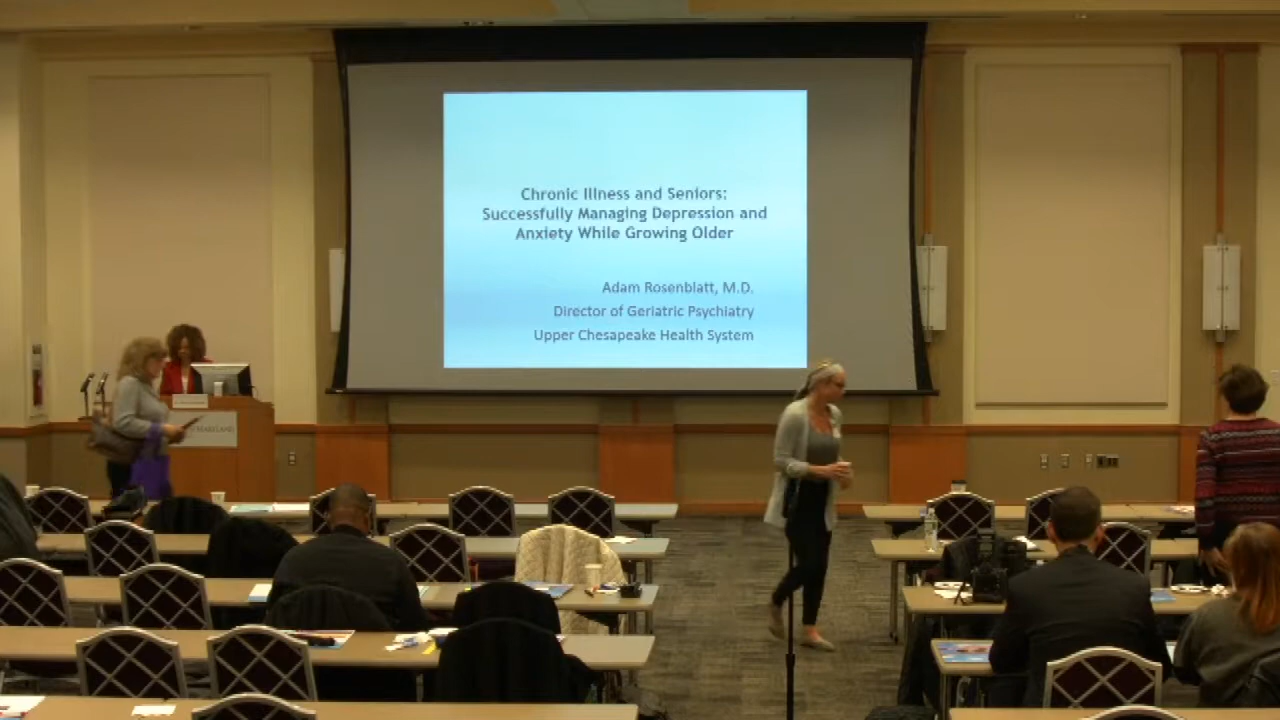 Chronic Illness and Seniors:
Successfully Managing Depression and
Anxiety While Growing Older
Adam Rosenblatt, M.D.
Director of Geriatric Psychiatry
Upper Chesapeake Health System
MARYLAND